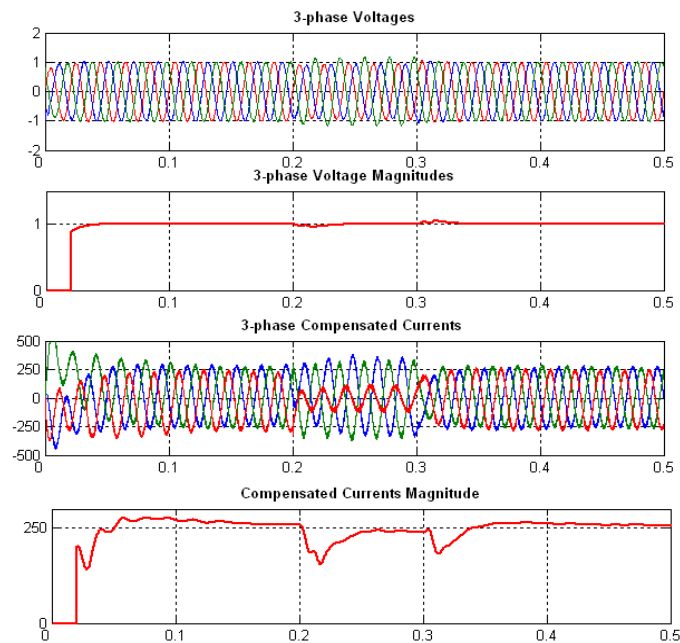 3-phase Voltages
2
1
0
-1
-2
0 0.1 0.2 0.3 0.4 0.5
3-phase Voltage Magnitudes
1
0
0 0.1 0.2 0.3 0.4 0.5
3-phase Compensated Currents
500
250
0
-250
-500
0 0.1 0.2 0.3 0.4 0.5
Compensated Currents Magnitude
250
0
0 0.1 0.2 0.3 0.4 0.5